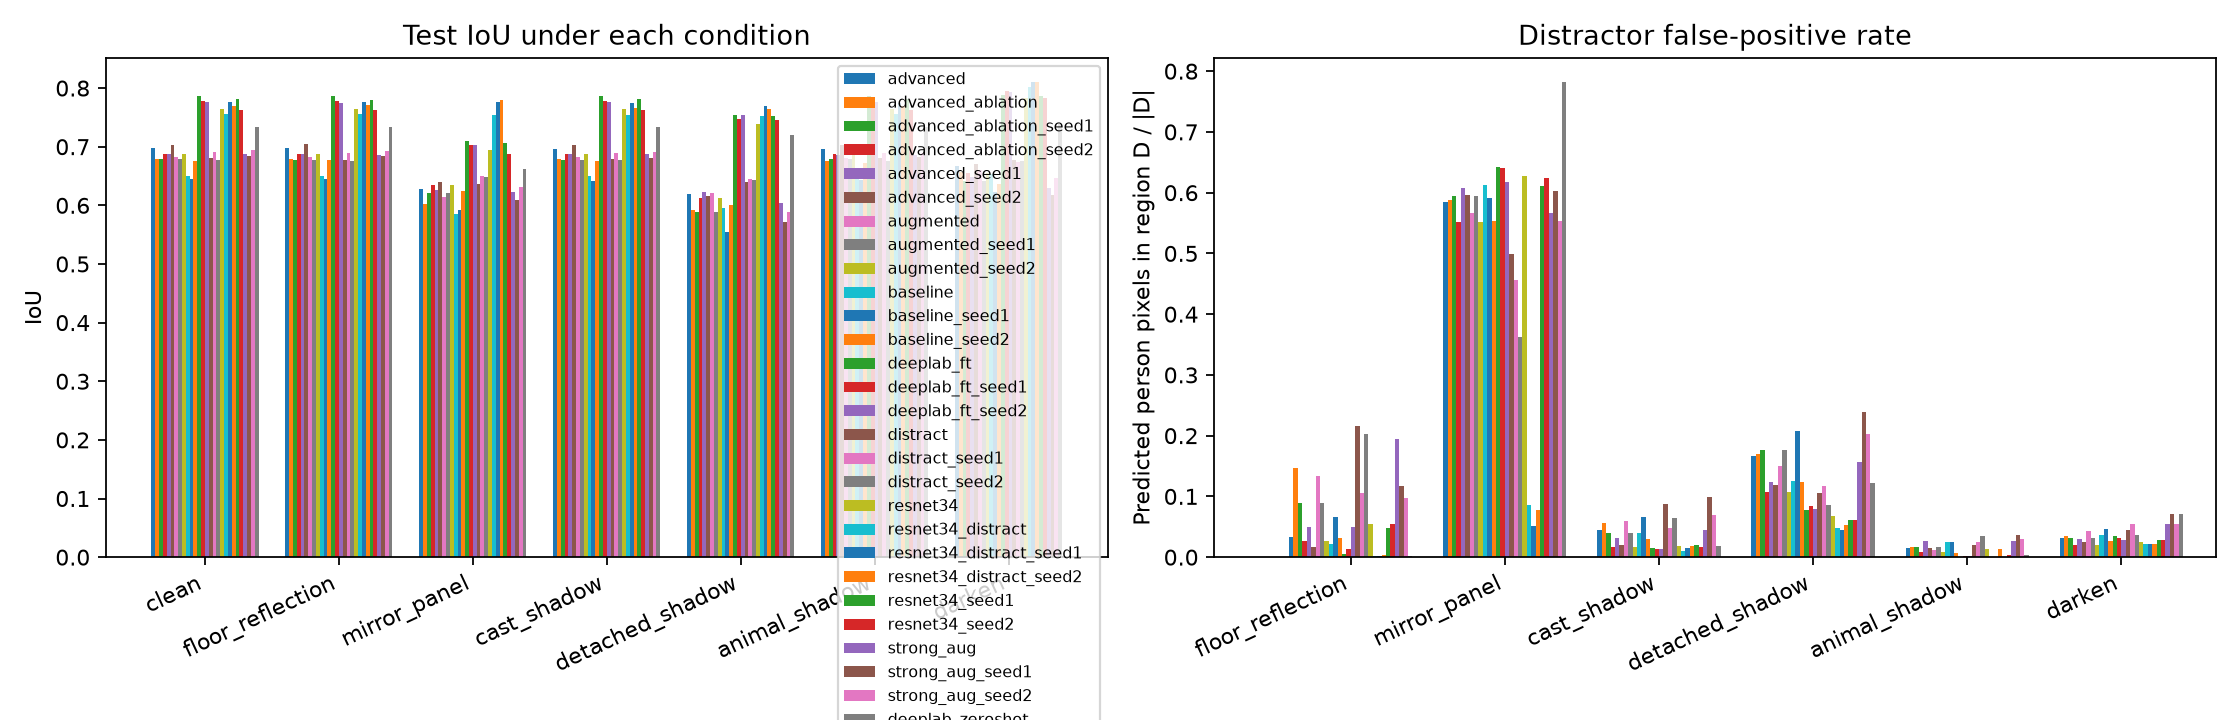 Test IoU under each condition
IoU
0.8
0.7
0.6
0.5
0.4
0.3
0.2
0.1
0.0
clean
floor_reflection
mirror_panel
cast_shadow
detached_shadow
animal_shadow
darken
advanced
advanced_ablation
advanced_ablation_seed1
advanced_ablation_seed2
advanced_seed1
advanced_seed2
augmented
augmented_seed1
augmented_seed2
baseline
baseline_seed1
baseline_seed2
deeplab_ft
deeplab_ft_seed1
deeplab_ft_seed2
distract
distract_seed1
distract_seed2
resnet34
resnet34_distract
resnet34_distract_seed1
resnet34_distract_seed2
resnet34_seed1
resnet34_seed2
strong_aug
strong_aug_seed1
strong_aug_seed2
deeplab_zeroshot
Distractor false-positive rate
Predicted person pixels in region D / |D|
0.8
0.7
0.6
0.5
0.4
0.3
0.2
0.1
0.0
floor_reflection
mirror_panel
cast_shadow
detached_shadow
animal_shadow
darken